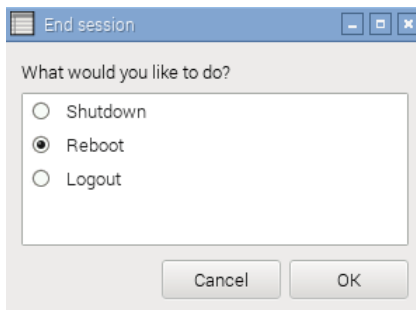 End session
What would you like to do?
Shutdown
Reboot
Logout
Cancel OK